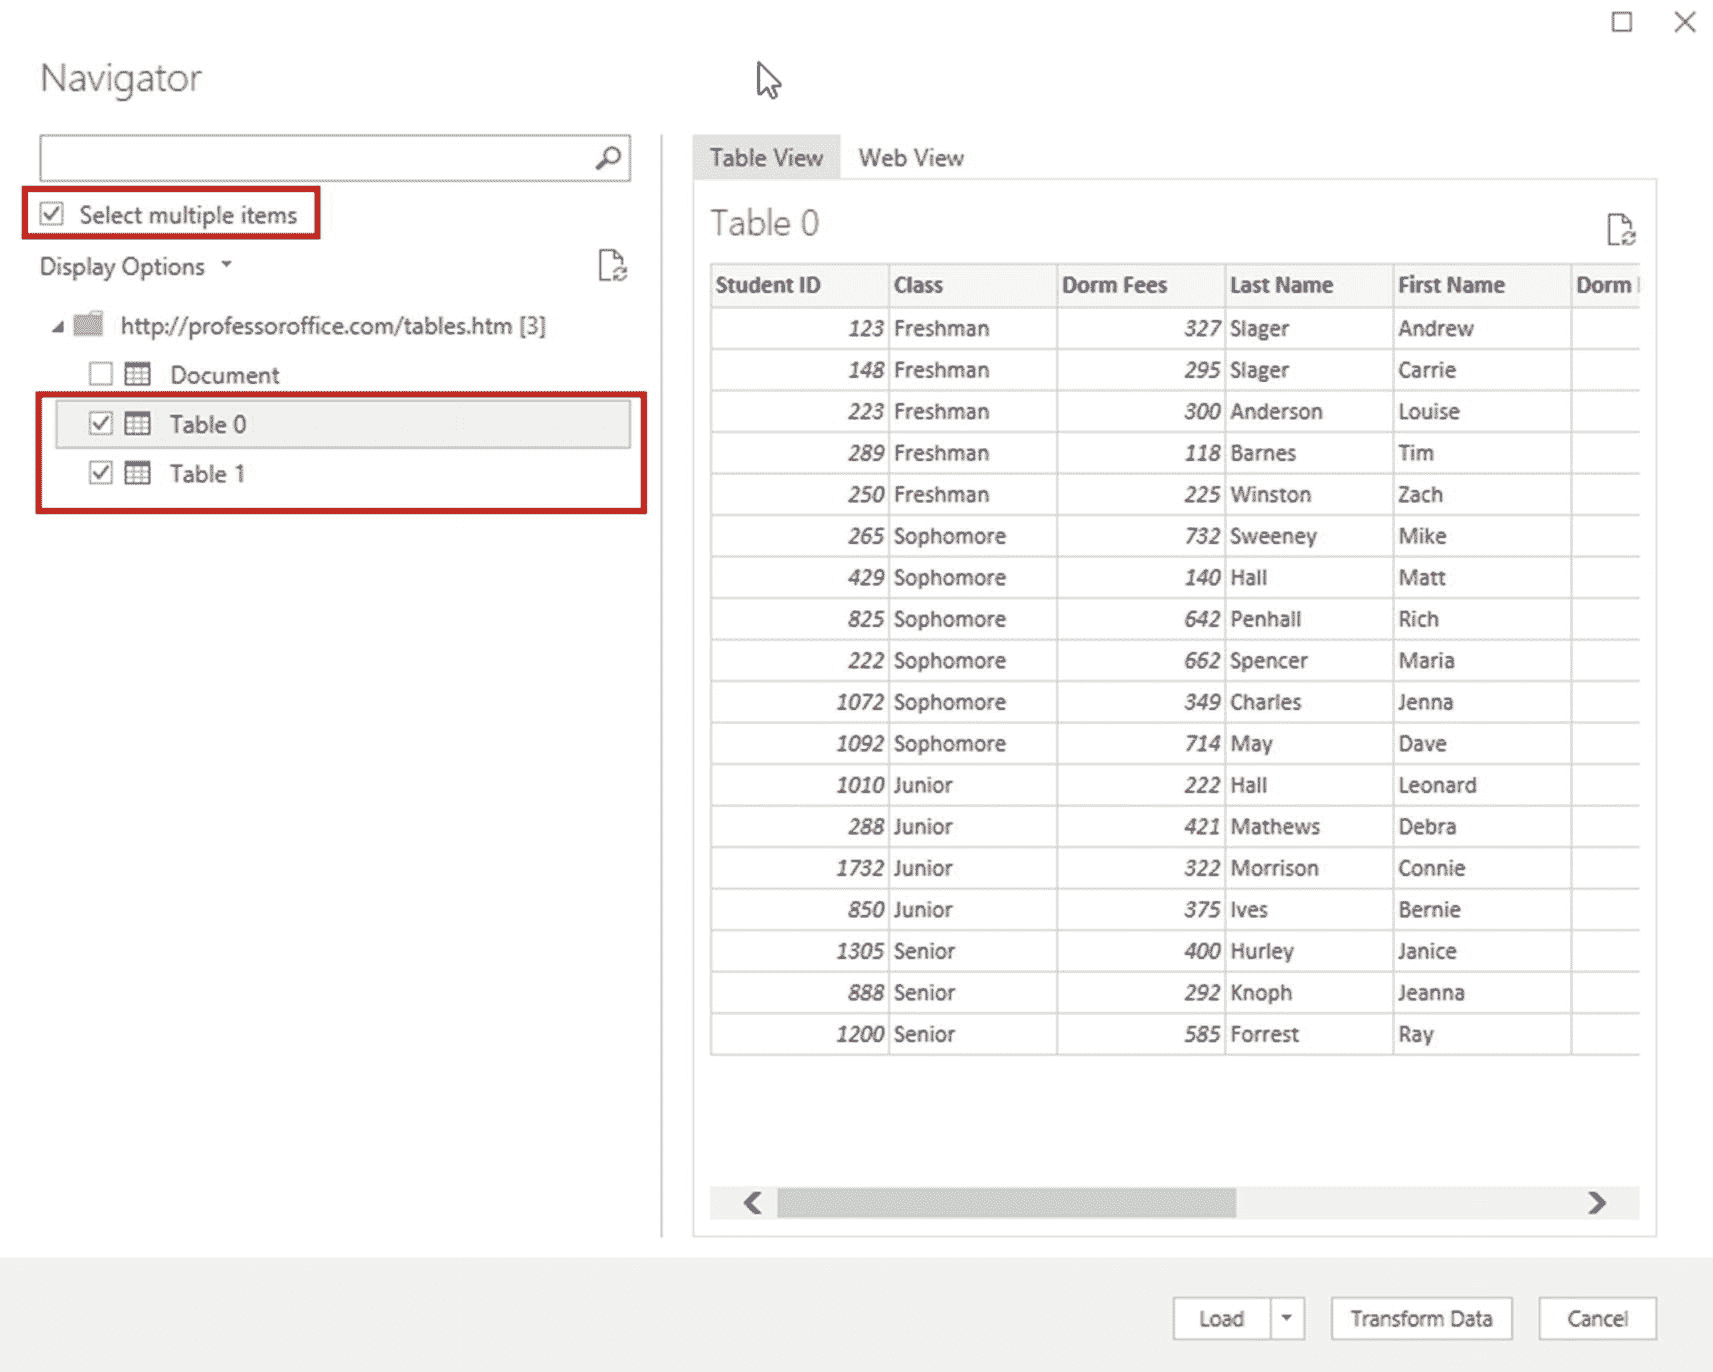 Navigator
Select multiple items
Display Options
http://professoroffice.com/tables.htm [3]
Document
Table 0
Table 1
Table View Web View
Table 0
Student ID Class Dorm Fees Last Name First Name Dorm
123 Freshman 327 Slager Andrew
148 Freshman 295 Slager Carrie
223 Freshman 300 Anderson Louise
289 Freshman 118 Barnes Tim
250 Freshman 225 Winston Zach
265 Sophomore 732 Sweeney Mike
429 Sophomore 140 Hall Matt
825 Sophomore 642 Penhall Rich
222 Sophomore 662 Spencer Maria
1072 Sophomore 349 Charles Jenna
1092 Sophomore 714 May Dave
1010 Junior 222 Hall Leonard
288 Junior 421 Mathews Debra
1732 Junior 322 Morrison Connie
850 Junior 375 Ives Bernie
1305 Senior 400 Hurley Janice
888 Senior 292 Knoph Jeanna
1200 Senior 585 Forrest Ray
Load Transform Data Cancel